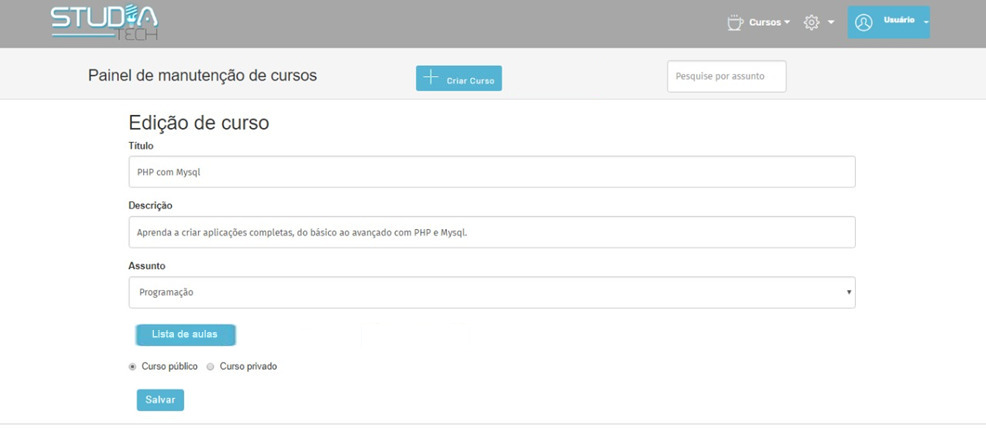 STUDIA
TECH
Cursos
Usuário
Painel de manutenção de cursos
Criar Curso
Pesquise por assunto
Edição de curso
Título
PHP com Mysql
Descrição
Aprenda a criar aplicações completas, do básico ao avançado com PHP e Mysql.
Assunto
Programação
Lista de aulas
Curso público Curso privado
Salvar